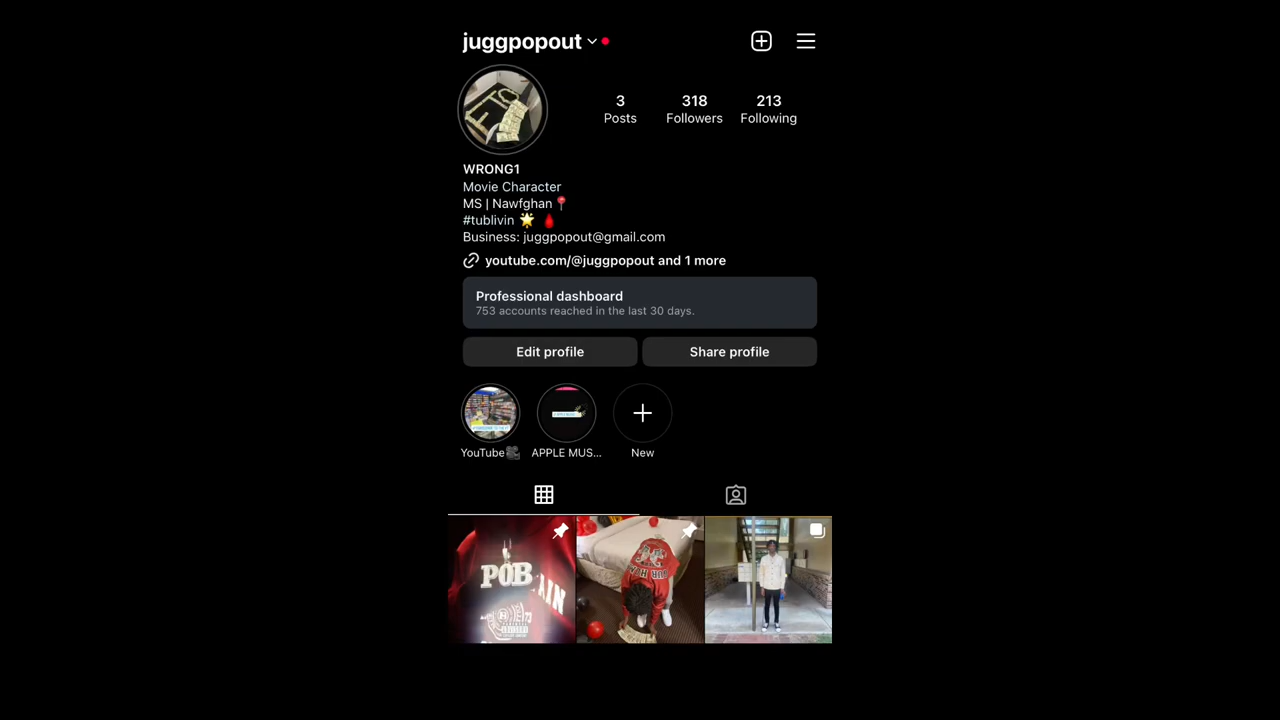 juggpopout
3
Posts
318
Followers
213
Following
WRONG1
Movie Character
MS | Nawfghan📍
#tublivin 🌟 🩸
Business: juggpopout@gmail.com
youtube.com/@juggpopout and 1 more
Professional dashboard
753 accounts reached in the last 30 days.
Edit profile
Share profile
YouTube🎥
APPLE MUS...
New
POB